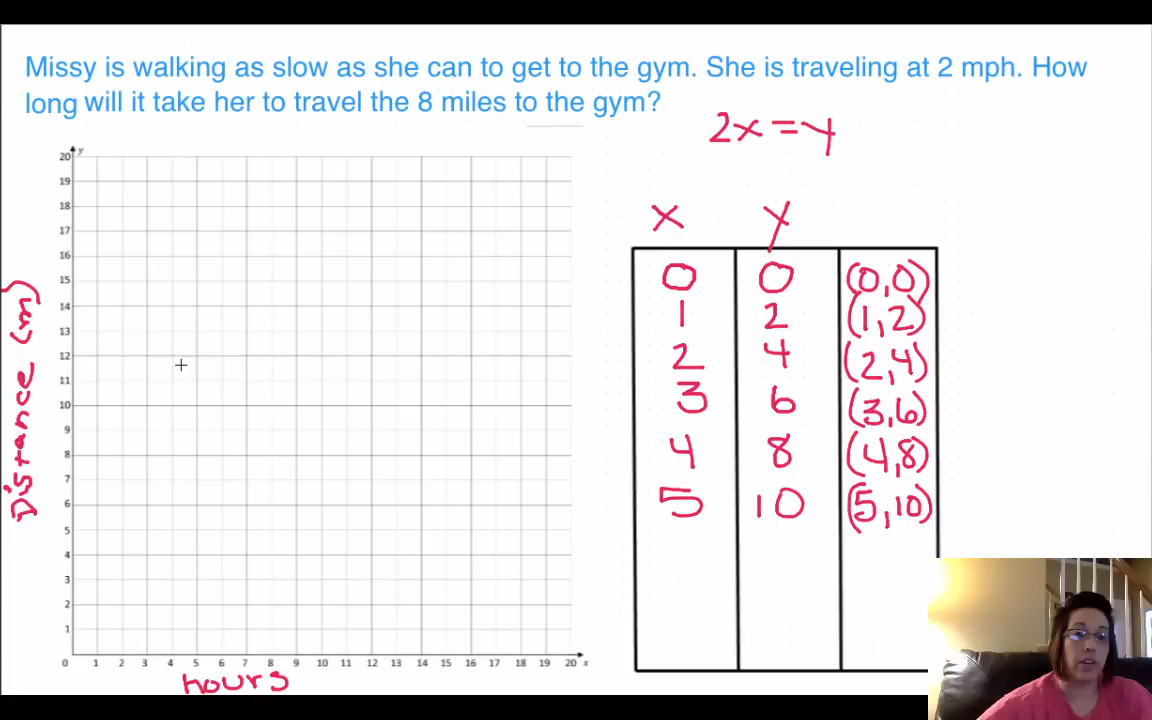 Missy is walking as slow as she can to get to the gym. She is traveling at 2 mph. How
long will it take her to travel the 8 miles to the gym?
2x = y
x y
0 0 (0,0)
1 2 (1,2)
2 4 (2,4)
3 6 (3,6)
4 8 (4,8)
5 10 (5,10)
Distance (m)
y
20
19
18
17
16
15
14
13
12
11
10
9
8
7
6
5
4
3
2
1
0 1 2 3 4 5 6 7 8 9 10 11 12 13 14 15 16 17 18 19 20 x
hours